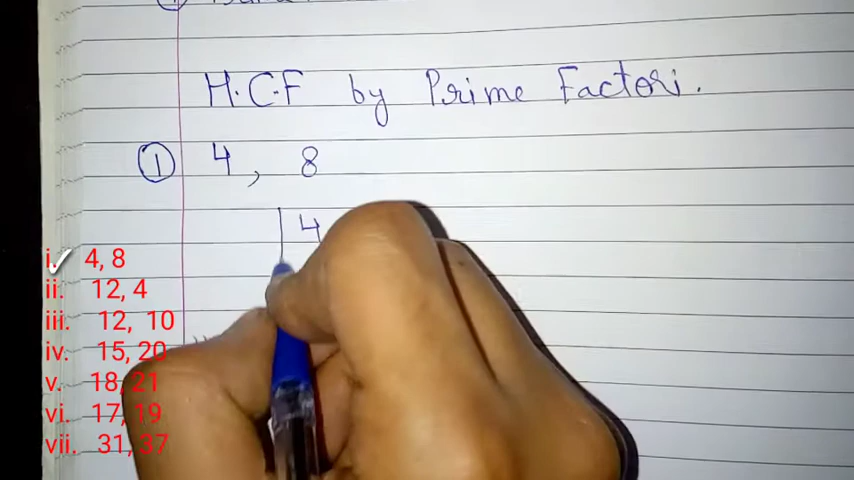 H.C.F by Prime Factori.
1 4, 8
4
i. 4, 8
ii. 12, 4
iii. 12, 10
iv. 15, 20
v. 18, 21
vi. 17, 19
vii. 31, 37